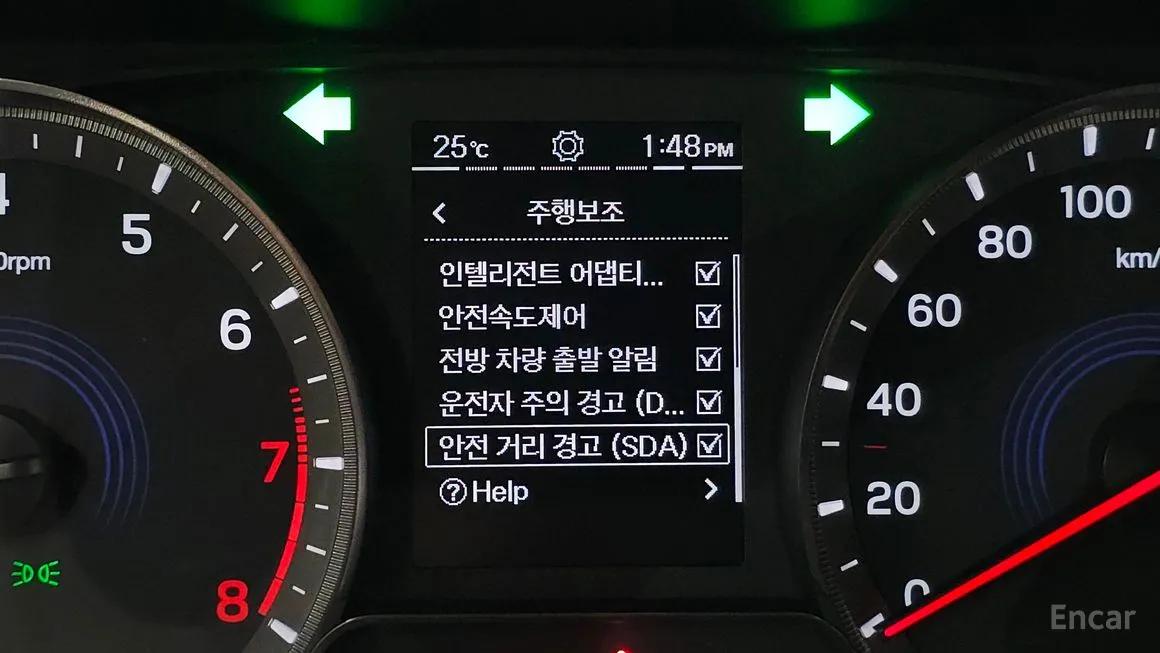 25℃ 1:48PM
주행보조
인텔리전트 어댑티...
안전속도제어
전방 차량 출발 알림
운전자 주의 경고 (D...
안전 거리 경고 (SDA)
? Help
4
5
6
7
8
0rpm
100
80
60
40
20
0
km/
Encar